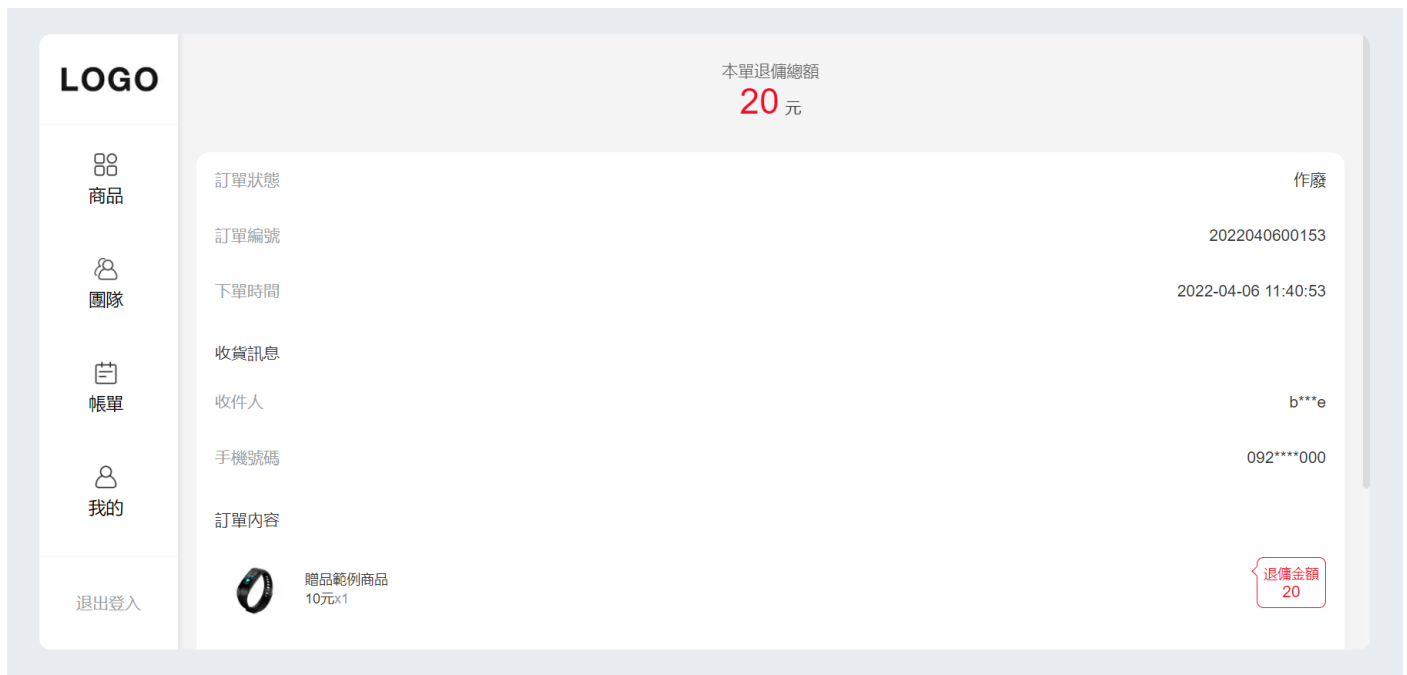 LOGO
商品
團隊
帳單
我的
退出登入
本單退傭總額
20 元
訂單狀態 作廢
訂單編號 2022040600153
下單時間 2022-04-06 11:40:53
收貨訊息
收件人 b***e
手機號碼 092****000
訂單內容
贈品範例商品
10元x1
退傭金額
20